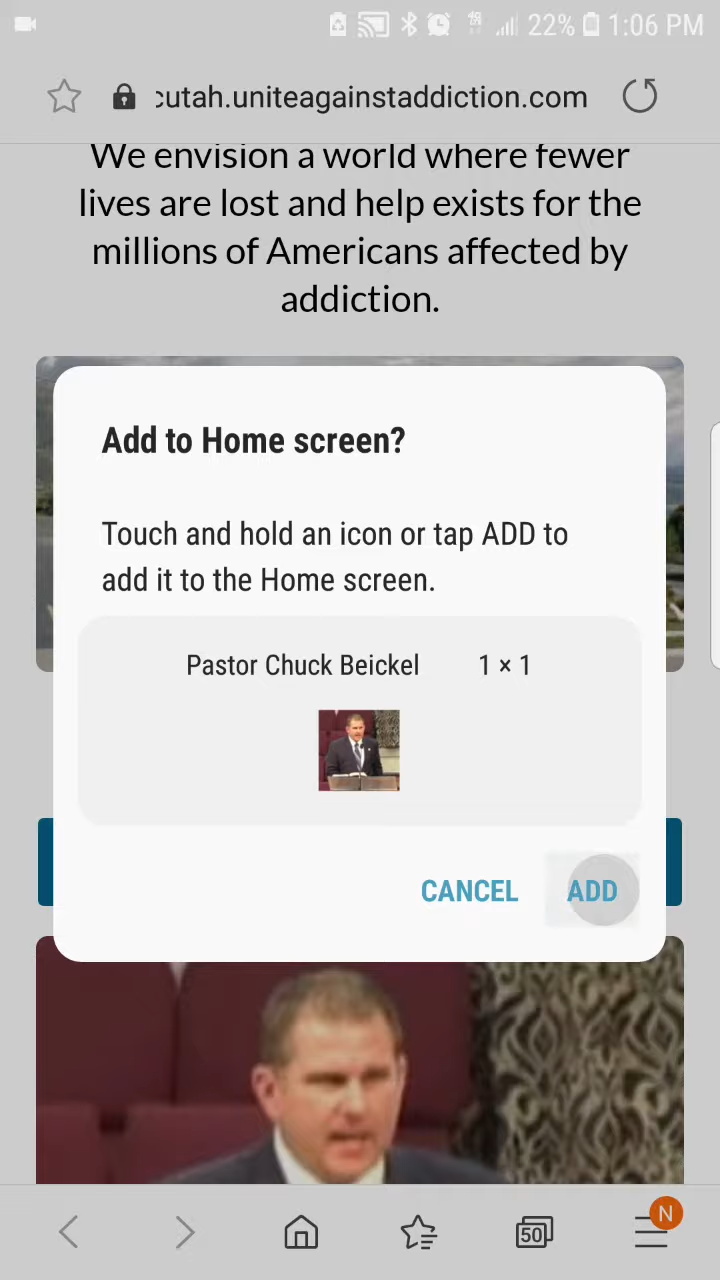 22% 1:06 PM
cutah.uniteagainstaddiction.com
We envision a world where fewer
lives are lost and help exists for the
millions of Americans affected by
addiction.
Add to Home screen?
Touch and hold an icon or tap ADD to
add it to the Home screen.
Pastor Chuck Beickel 1 × 1
CANCEL ADD
50 N